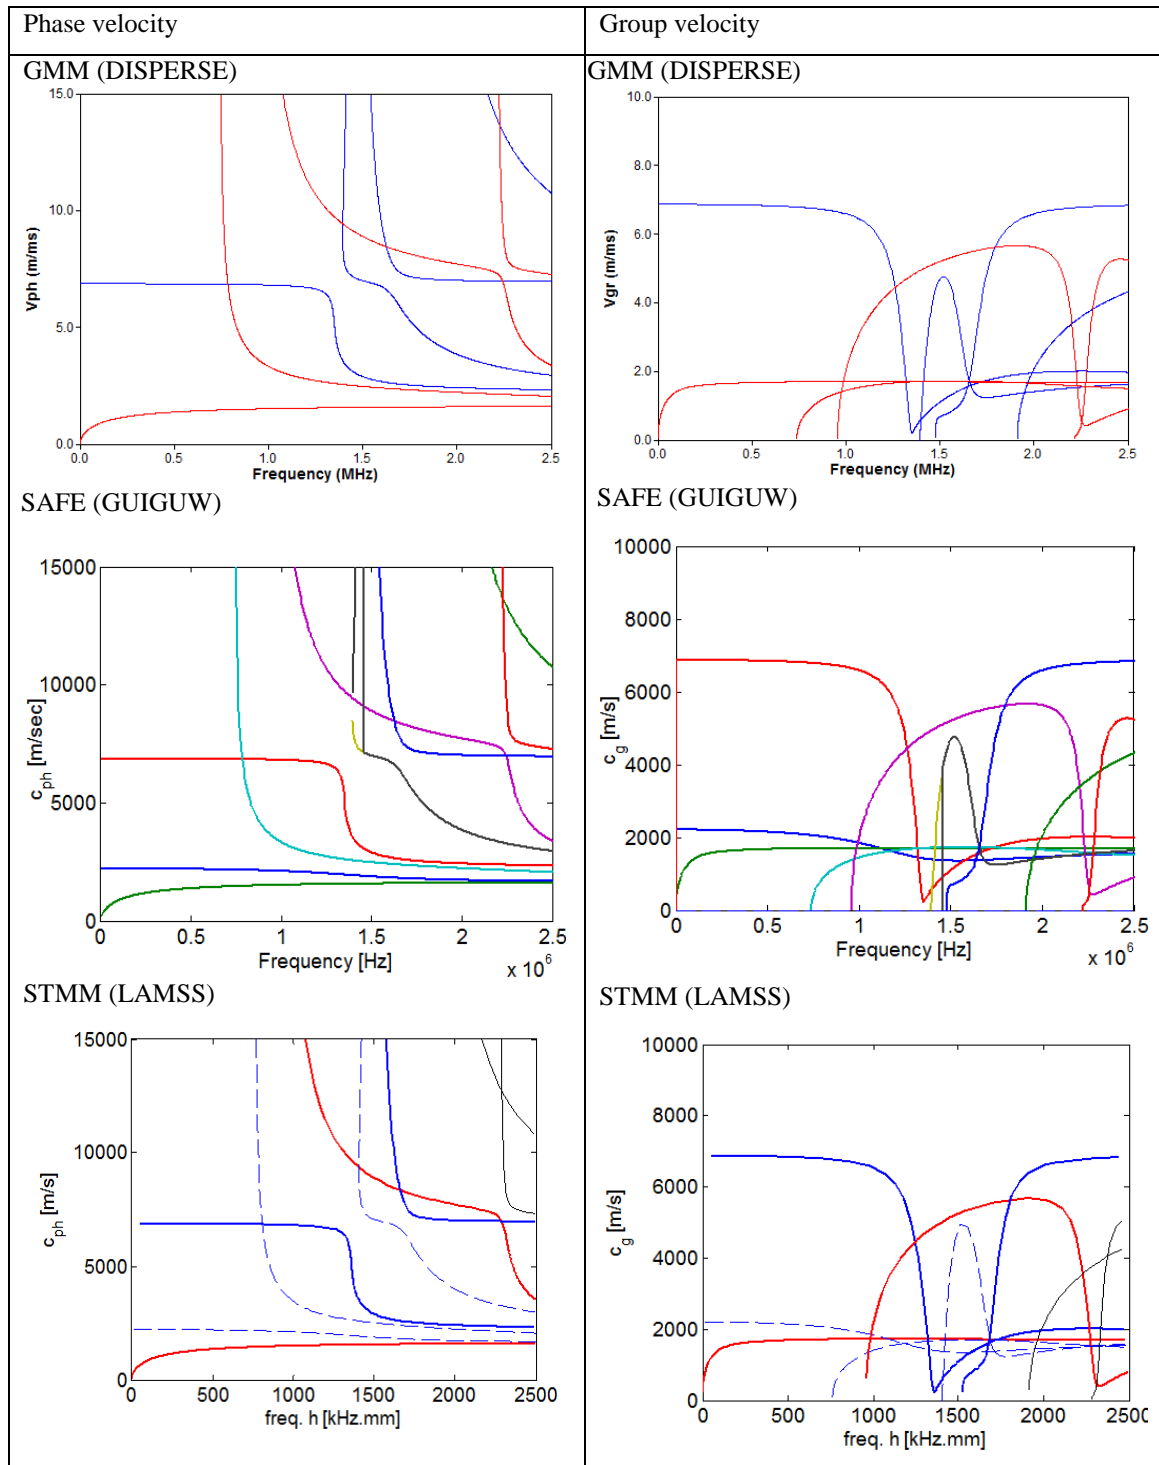 Phase velocity
Group velocity
GMM (DISPERSE)
15.0
10.0
5.0
0.0
Vph (m/ms)
0.0 0.5 1.0 1.5 2.0 2.5
Frequency (MHz)
GMM (DISPERSE)
10.0
8.0
6.0
4.0
2.0
0.0
Vgr (m/ms)
0.0 0.5 1.0 1.5 2.0 2.5
Frequency (MHz)
SAFE (GUIGUW)
15000
10000
5000
0
c_ph [m/sec]
0 0.5 1 1.5 2 2.5
Frequency [Hz]
x 10^6
SAFE (GUIGUW)
10000
8000
6000
4000
2000
0
c_g [m/s]
0 0.5 1 1.5 2 2.5
Frequency [Hz]
x 10^6
STMM (LAMSS)
15000
10000
5000
0
c_ph [m/s]
0 500 1000 1500 2000 2500
freq. h [kHz.mm]
STMM (LAMSS)
10000
8000
6000
4000
2000
0
c_g [m/s]
0 500 1000 1500 2000 2500
freq. h [kHz.mm]